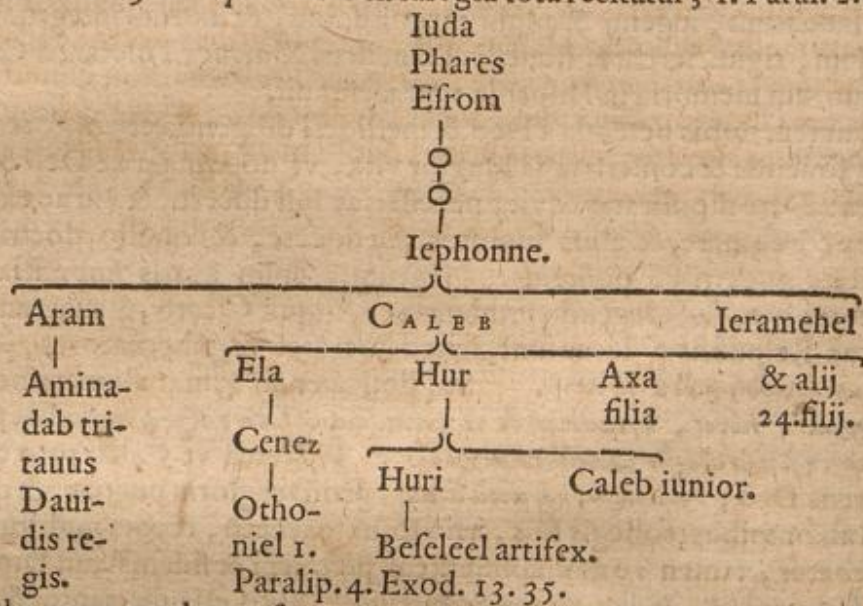 Iuda
Phares
Eſrom
Iephonne.
Aram CALEB Ieramehel
Amina-
dab tri-
tauus
Daui-
dis re-
gis.
Ela Hur Axa & alij
filia 24.filij.
Cenez
Otho-
niel 1.
Paralip.4. Exod. 13.35.
Huri Caleb iunior.
Beſeleel artifex.